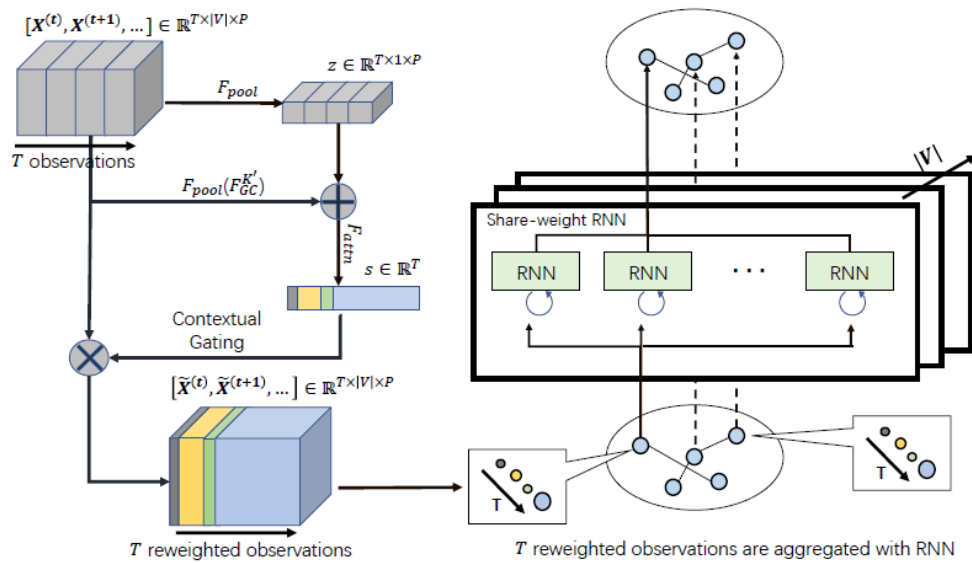 [X^(t), X^(t+1), …] ∈ ℝ^{T×|V|×P}
z ∈ ℝ^{T×1×P}
F_pool
T observations
F_pool(F_GC^{K'})
F_attn
s ∈ ℝ^T
Contextual
Gating
[X̃^(t), X̃^(t+1), …] ∈ ℝ^{T×|V|×P}
T reweighted observations
|V|
Share-weight RNN
RNN
RNN
...
RNN
T
T
T reweighted observations are aggregated with RNN